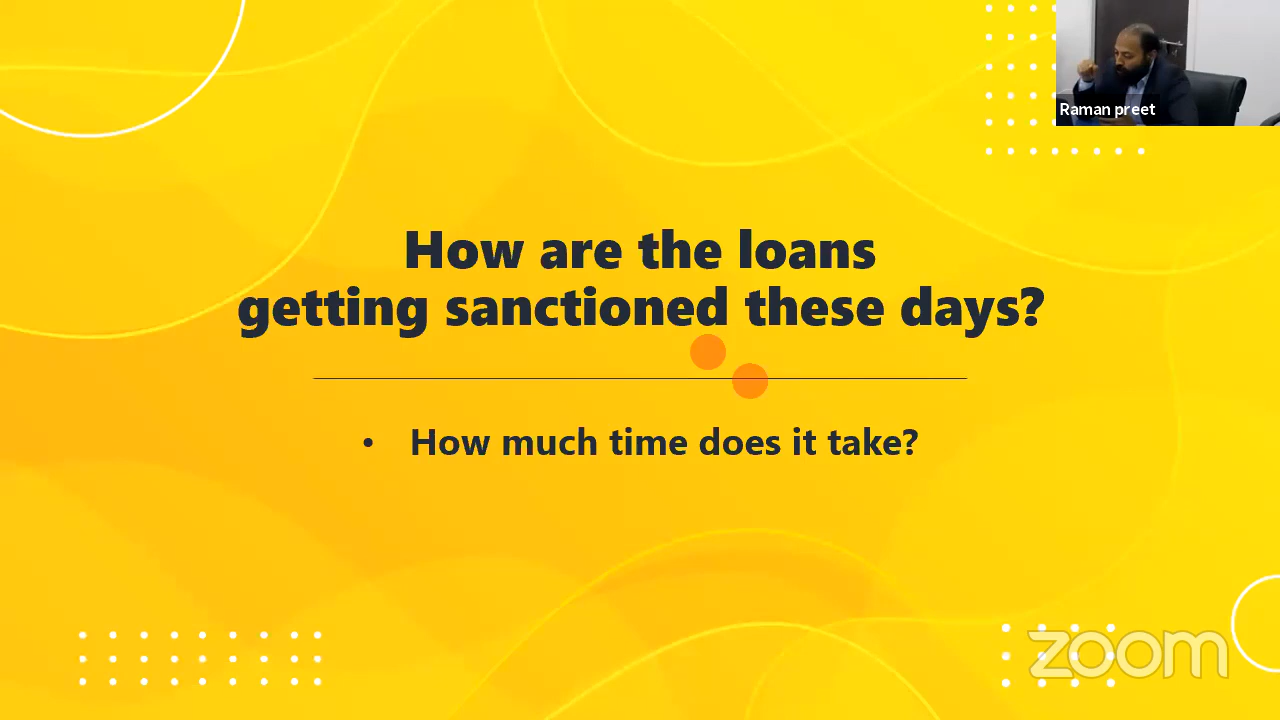 Raman preet
How are the loans
getting sanctioned these days?
• How much time does it take?
zoom